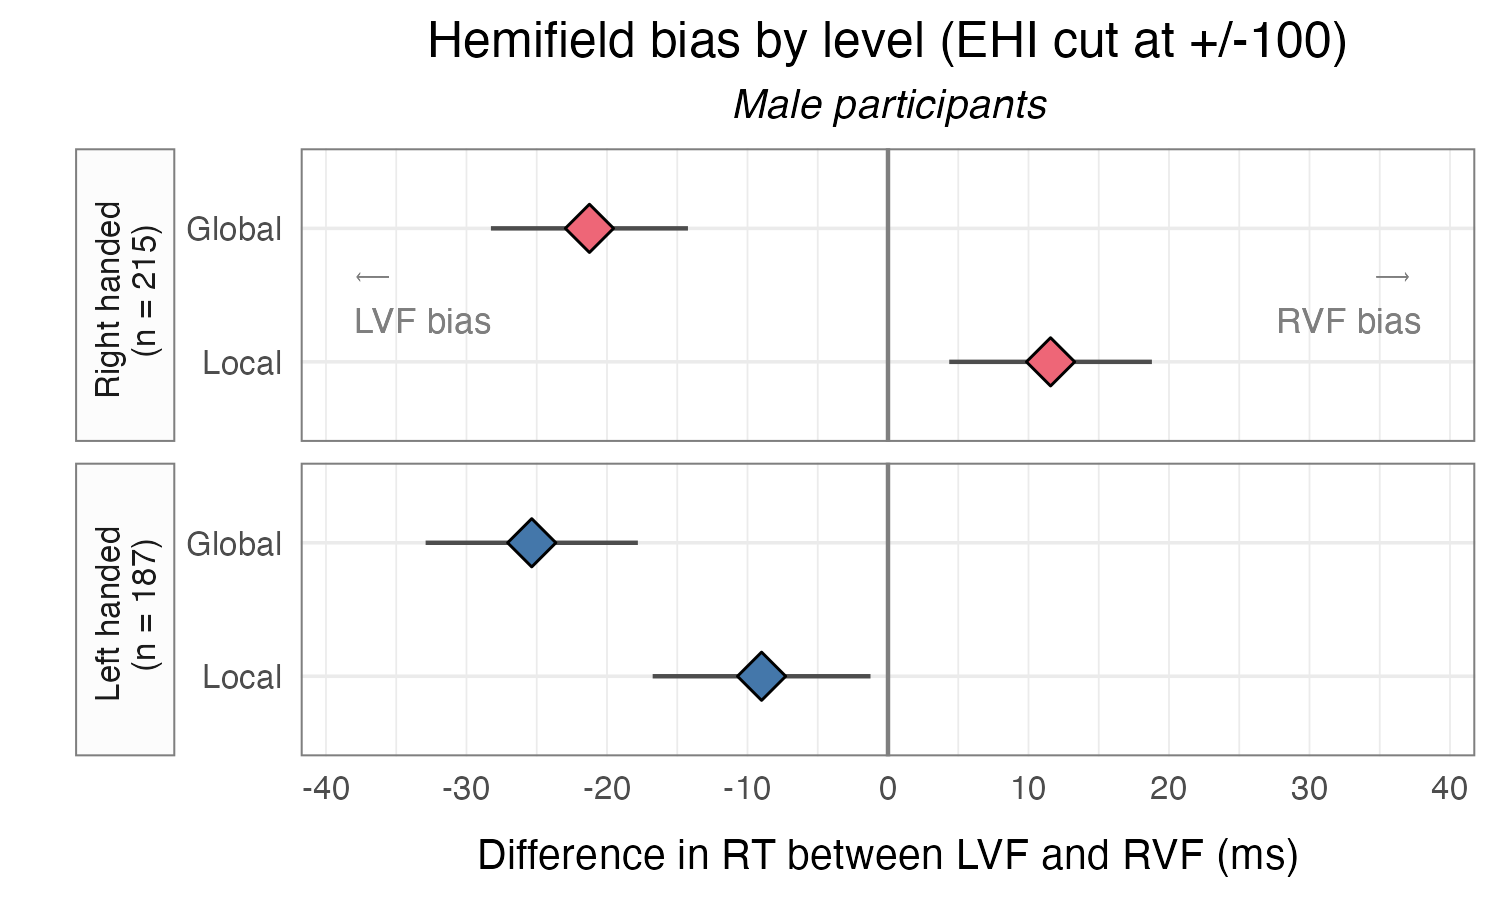 Hemifield bias by level (EHI cut at +/-100)
Male participants
Right handed
(n = 215)
Global
LVF bias
RVF bias
Local
Left handed
(n = 187)
Global
Local
-40 -30 -20 -10 0 10 20 30 40
Difference in RT between LVF and RVF (ms)